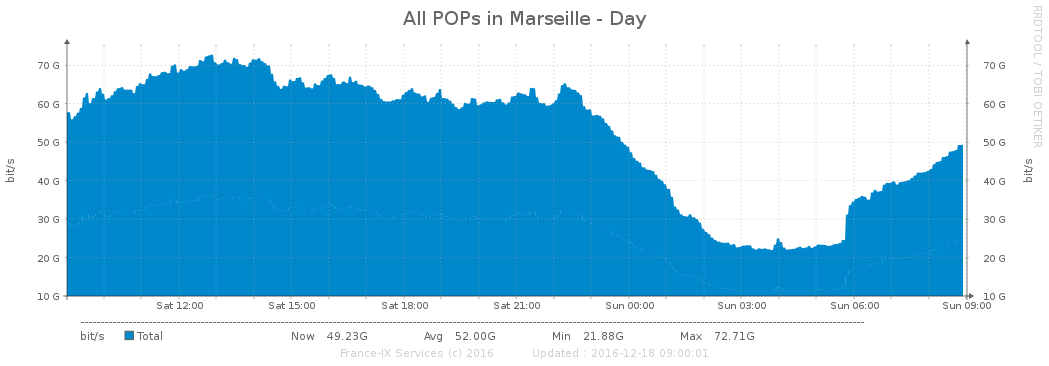 All POPs in Marseille - Day
RRDTOOL / TOBI OETIKER
70 G 70 G
60 G 60 G
50 G 50 G
40 G 40 G
30 G 30 G
20 G 20 G
10 G 10 G
bit/s
bit/s
Sat 12:00 Sat 15:00 Sat 18:00 Sat 21:00 Sun 00:00 Sun 03:00 Sun 06:00 Sun 09:00
bit/s Total Now 49.23G Avg 52.00G Min 21.88G Max 72.71G
France-IX Services (c) 2016 Updated : 2016-12-18 09:00:01